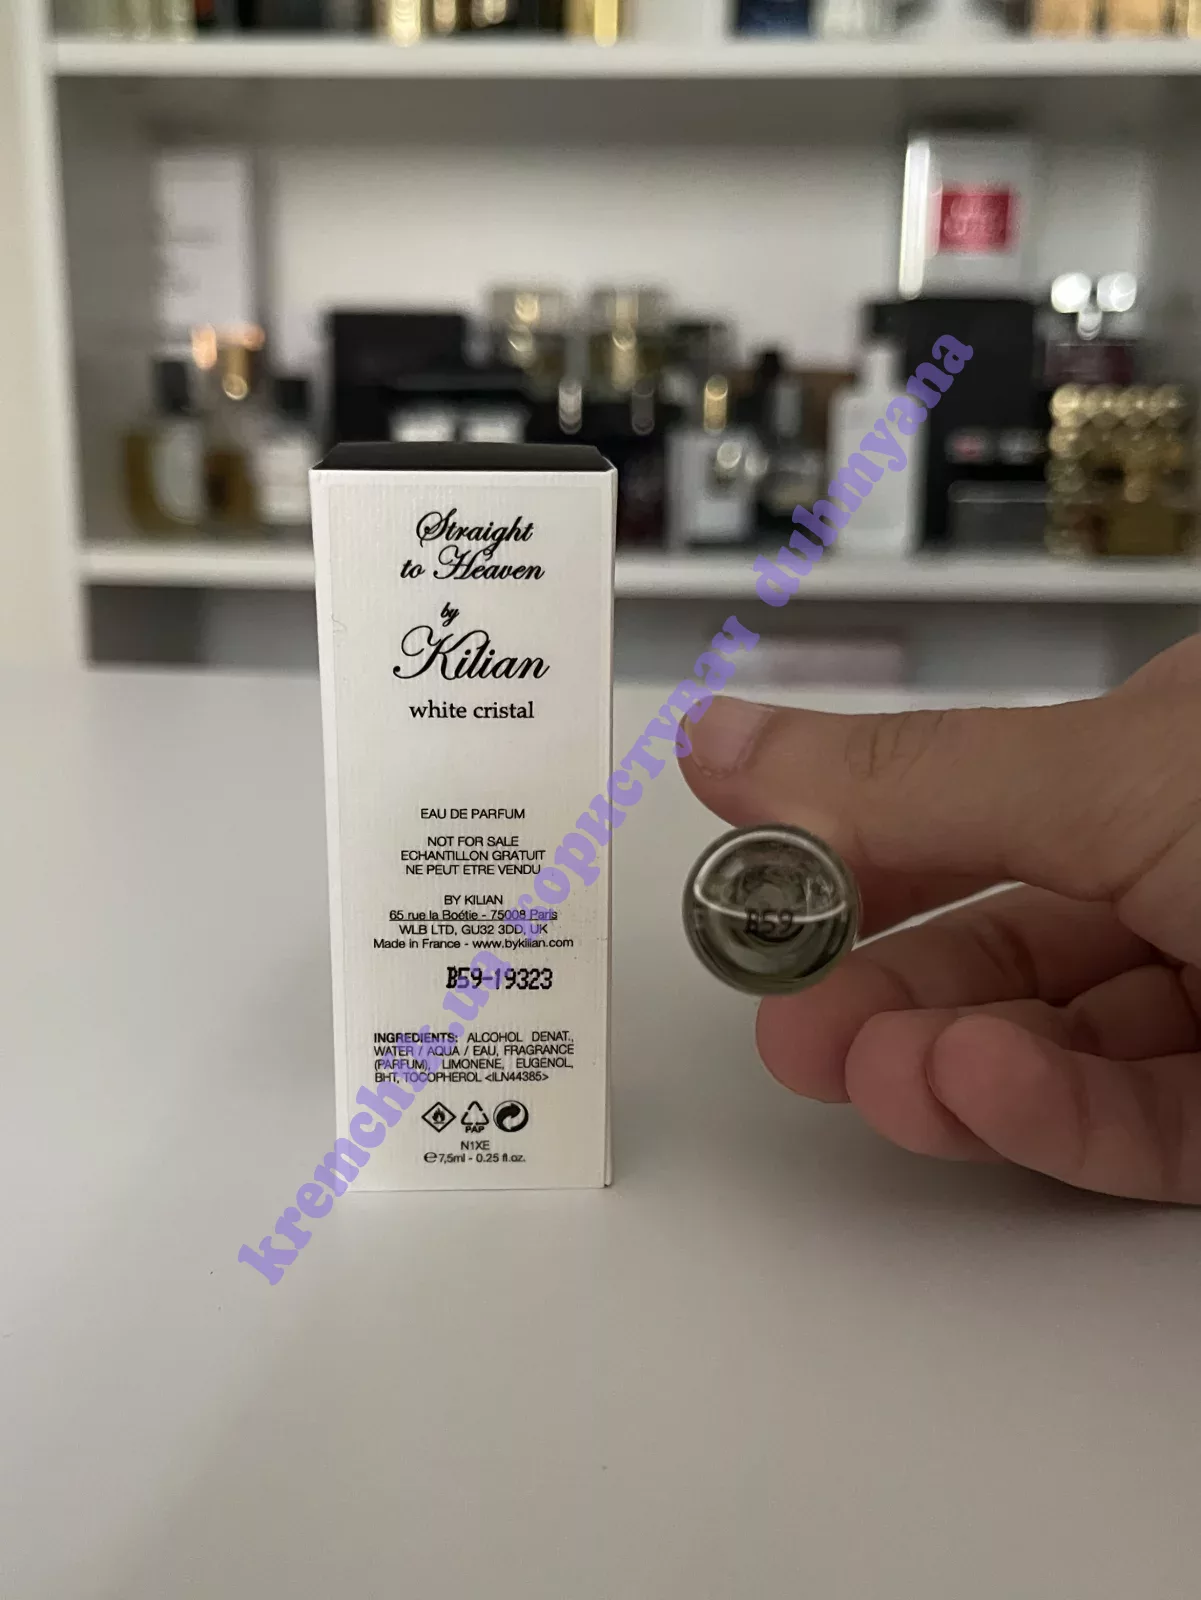 Straight
to Heaven
by
Kilian
white cristal
EAU DE PARFUM
NOT FOR SALE
ECHANTILLON GRATUIT
NE PEUT ETRE VENDU
BY KILIAN
65 rue la Boétie - 75008 Paris
WLB LTD, GU32 3DD, UK
Made in France - www.bykilian.com
B59-19323
INGREDIENTS: ALCOHOL DENAT.,
WATER / AQUA / EAU, FRAGRANCE
(PARFUM), LIMONENE, EUGENOL,
BHT, TOCOPHEROL <ILN44385>
PAP
N1XE
℮7,5ml - 0.25 fl.oz.
B59
kremchik.ua користувач duhmyana